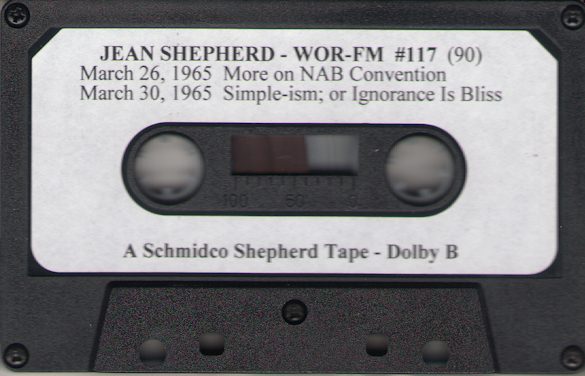 JEAN SHEPHERD - WOR-FM #117 (90)
March 26, 1965 More on NAB Convention
March 30, 1965 Simple-ism; or Ignorance Is Bliss
100 50 0
A Schmidco Shepherd Tape - Dolby B